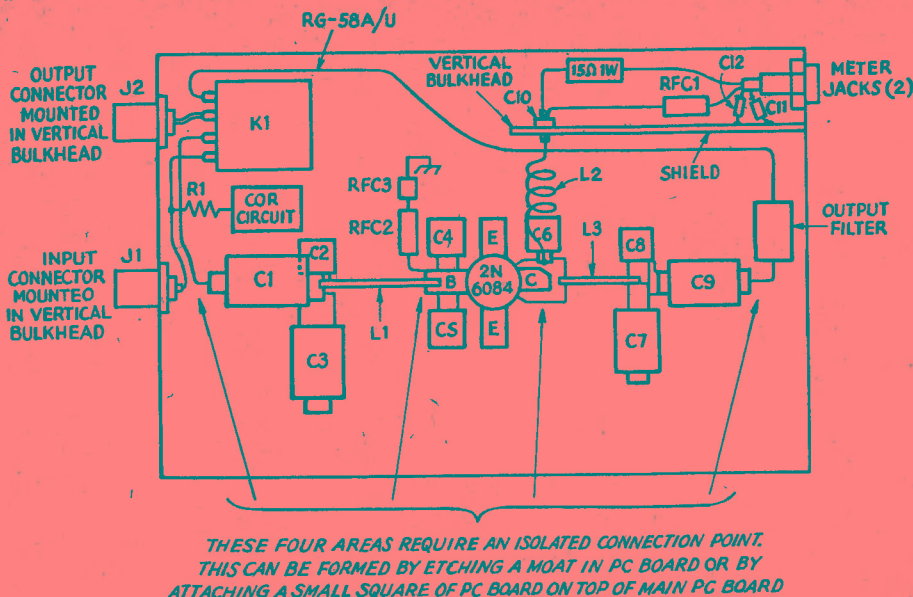 RG-58A/U
OUTPUT
CONNECTOR
MOUNTED
IN VERTICAL
BULKHEAD
J2
K1
VERTICAL
BULKHEAD
C10
15Ω 1W
RFC1
C12
C11
METER
JACKS (2)
SHIELD
R1
COR
CIRCUIT
RFC3
RFC2
L2
OUTPUT
FILTER
INPUT
CONNECTOR
MOUNTED
IN VERTICAL
BULKHEAD
J1
C1
C2
C3
L1
C4
B
C5
E
2N
6084
E
C6
C
L3
C8
C9
C7
THESE FOUR AREAS REQUIRE AN ISOLATED CONNECTION POINT.
THIS CAN BE FORMED BY ETCHING A MOAT IN PC BOARD OR BY
ATTACHING A SMALL SQUARE OF PC BOARD ON TOP OF MAIN PC BOARD